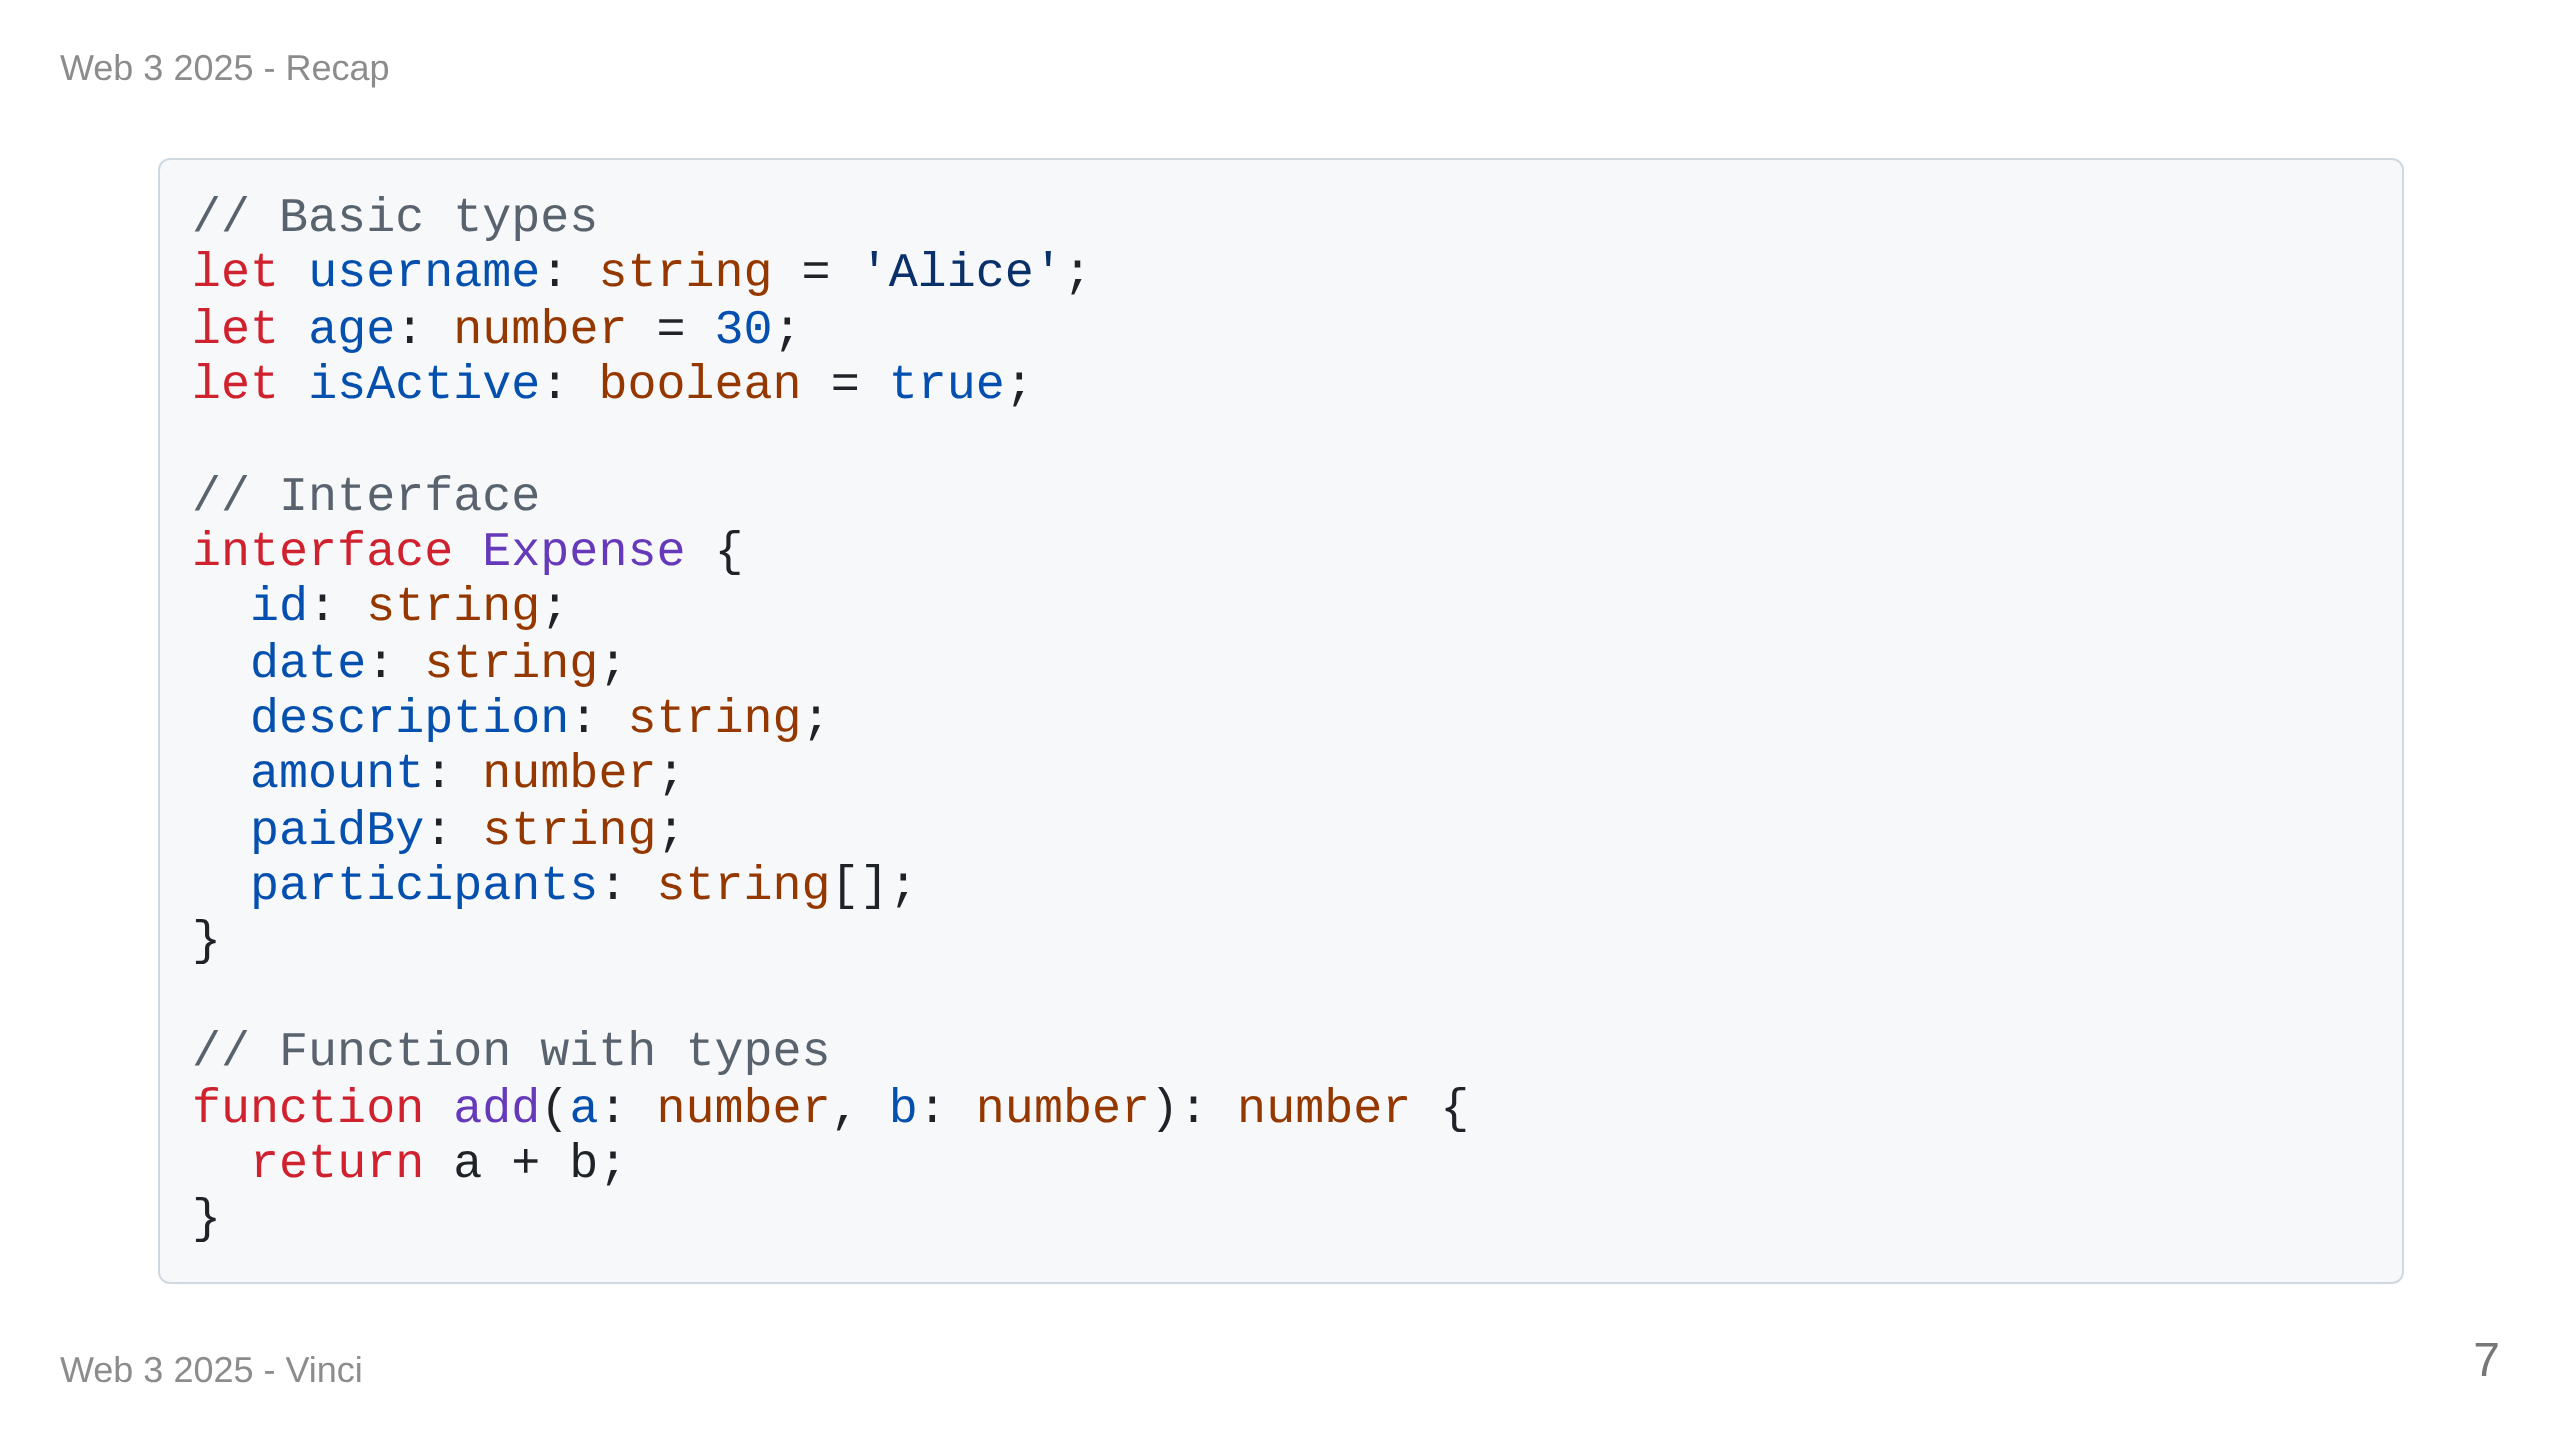 Web 3 2025 - Recap
// Basic types
let username: string = 'Alice';
let age: number = 30;
let isActive: boolean = true;

// Interface
interface Expense {
  id: string;
  date: string;
  description: string;
  amount: number;
  paidBy: string;
  participants: string[];
}

// Function with types
function add(a: number, b: number): number {
  return a + b;
}
Web 3 2025 - Vinci
7